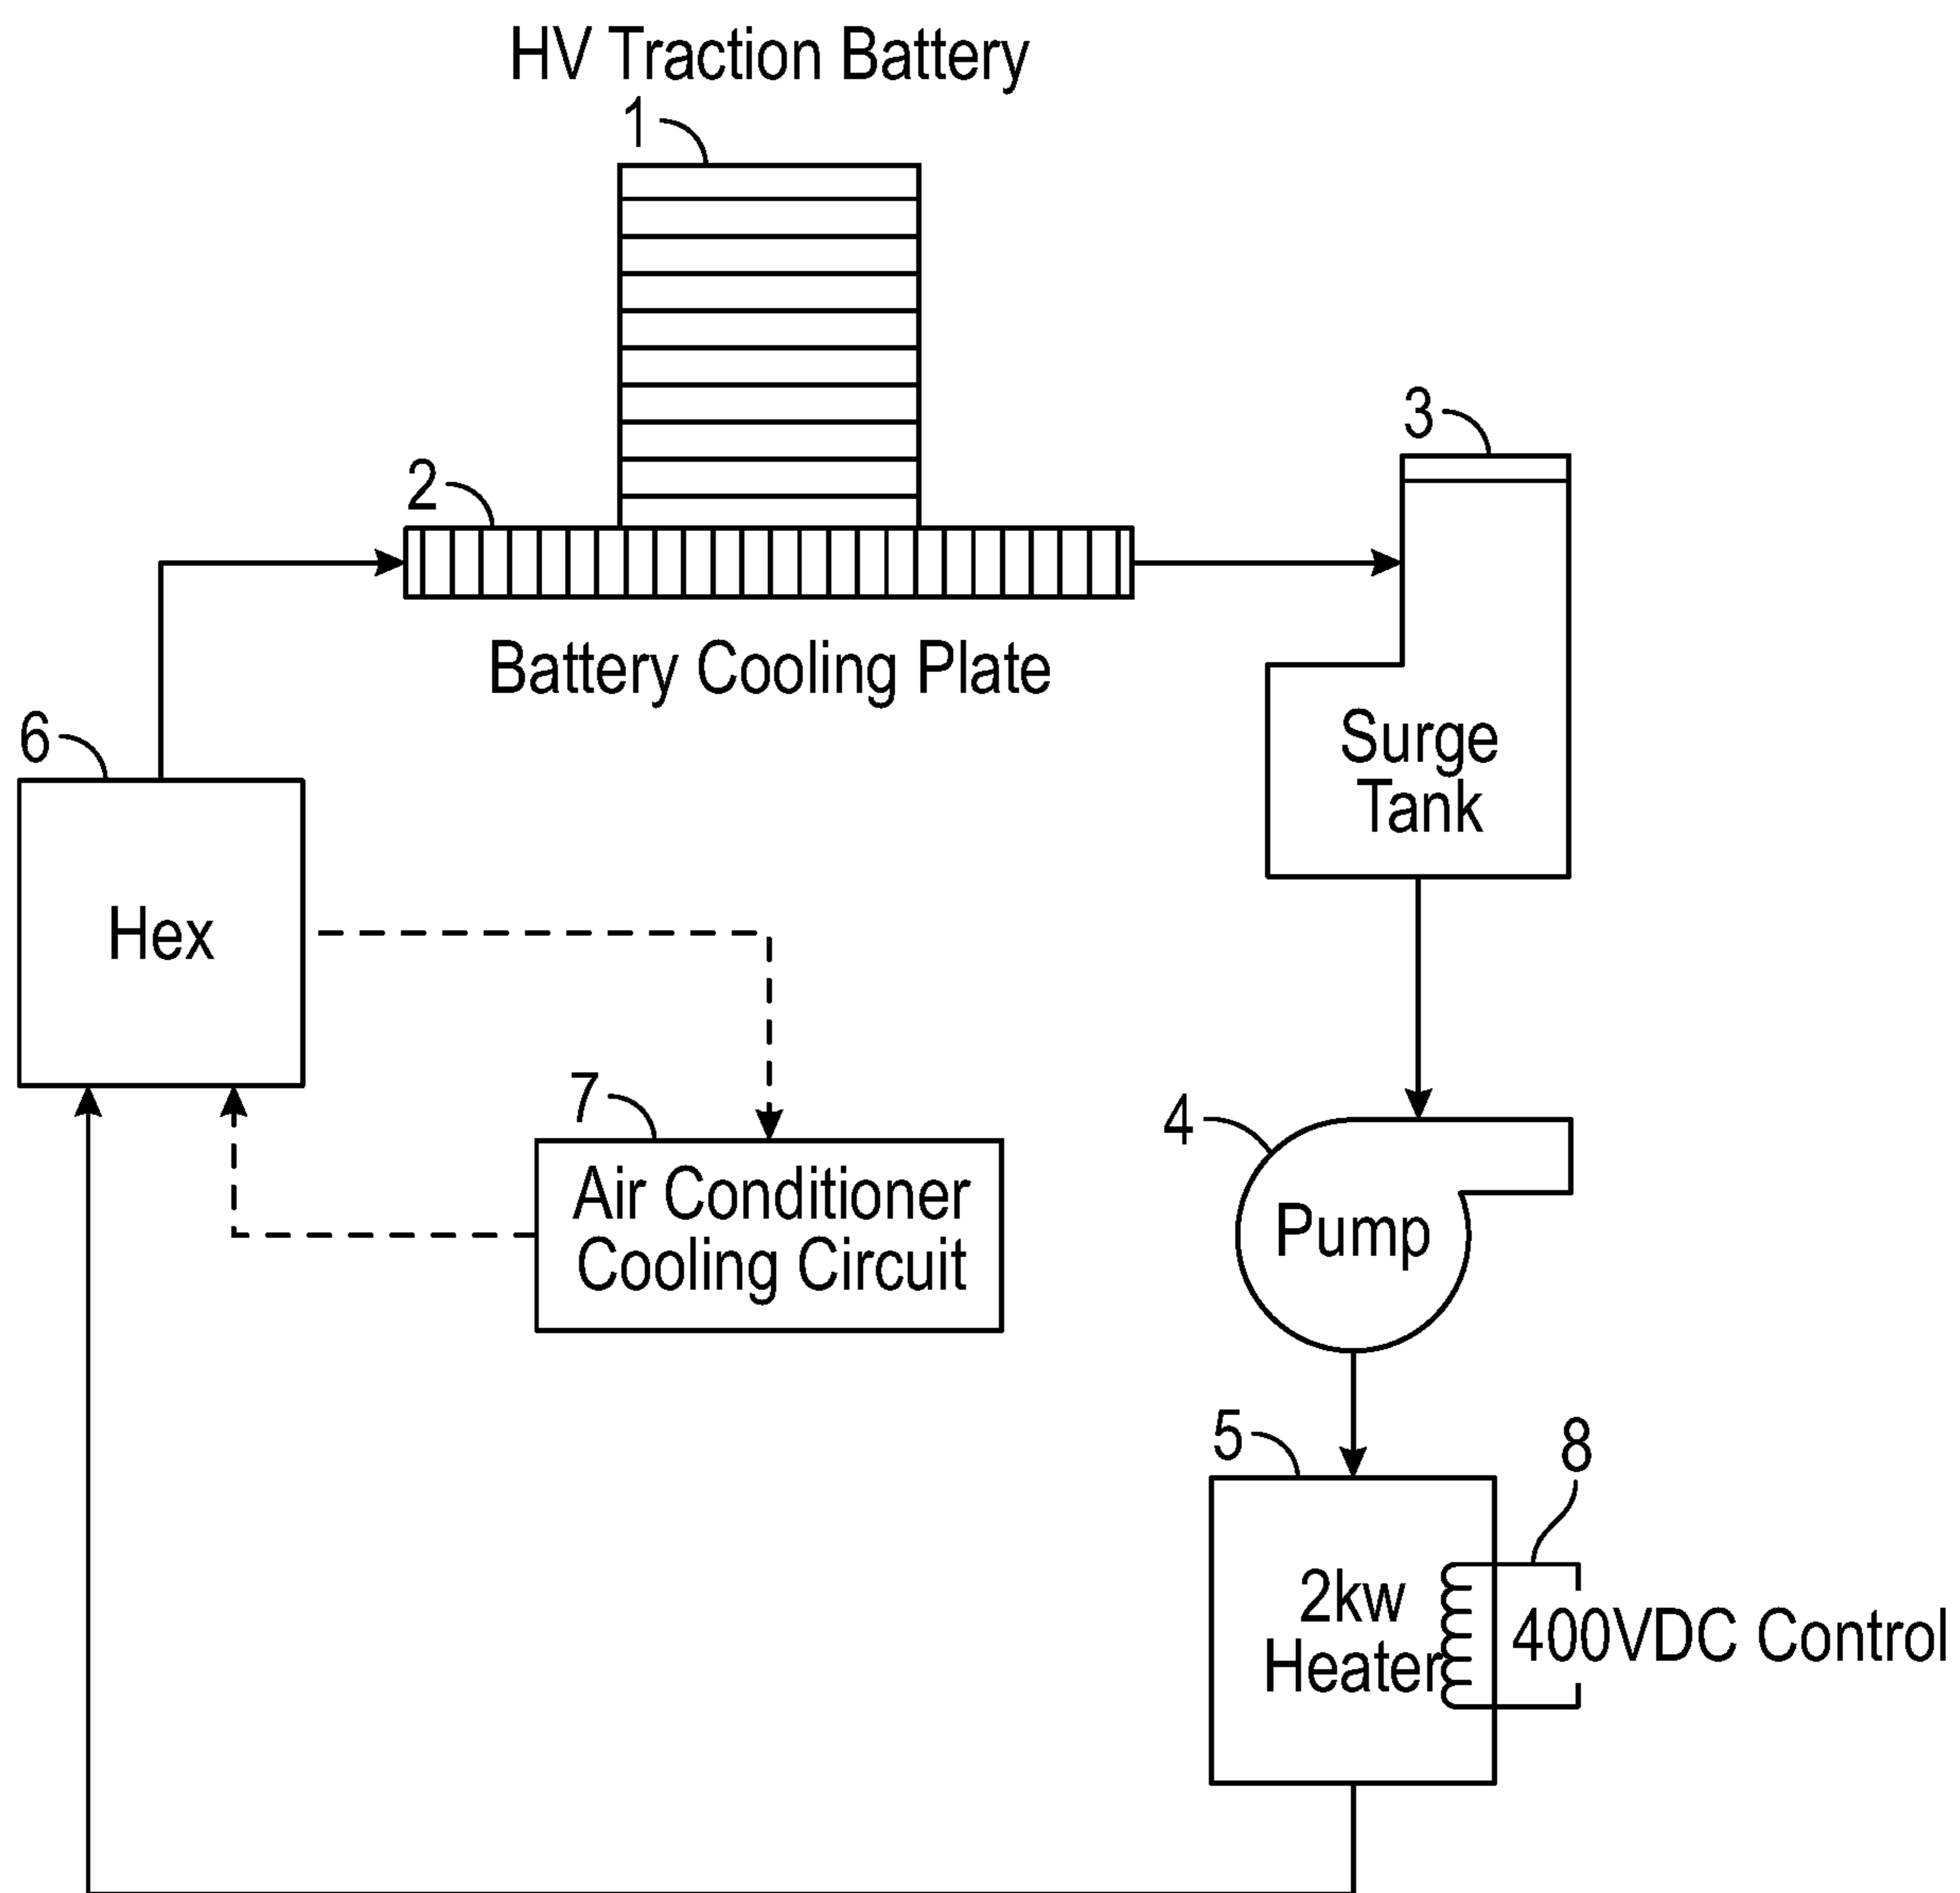 HV Traction Battery
1
3
2
Battery Cooling Plate
6
Surge
Tank
Hex
7
4
Air Conditioner
Cooling Circuit
Pump
5
8
2kw
Heater
400VDC Control